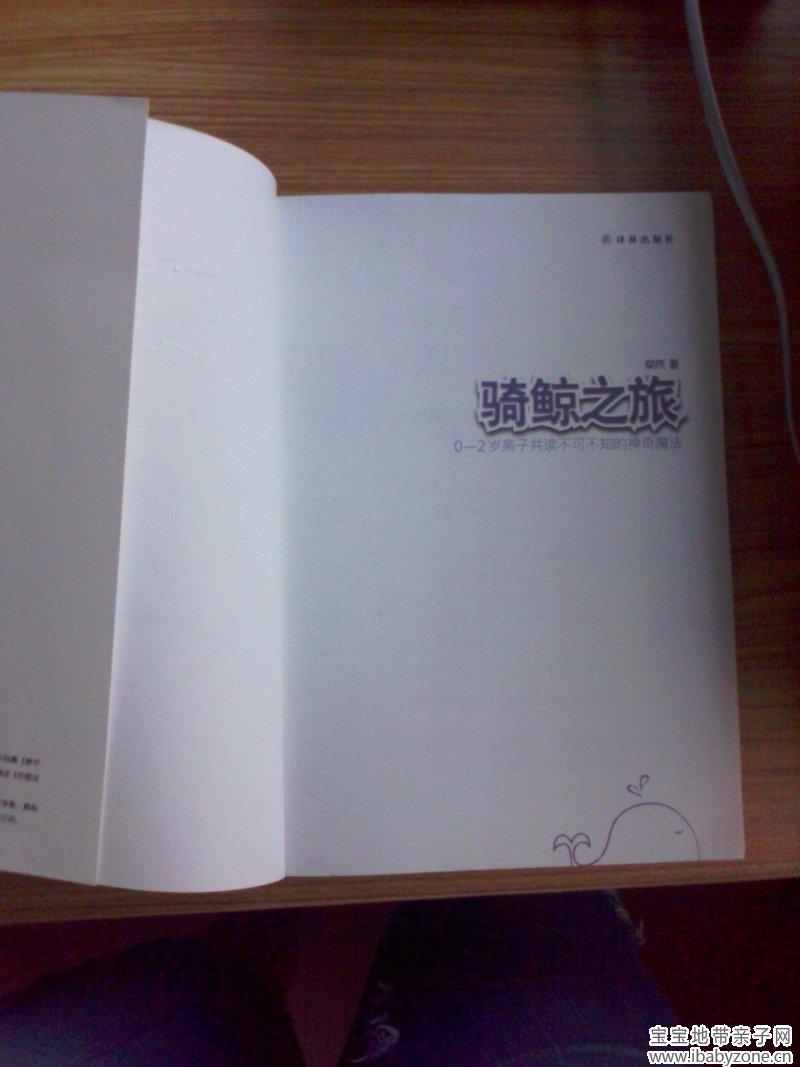 译林出版社
粲然 著
骑鲸之旅
0—2岁亲子共读不可不知的神奇魔法
宝宝地带亲子网
www.ibabyzone.cn